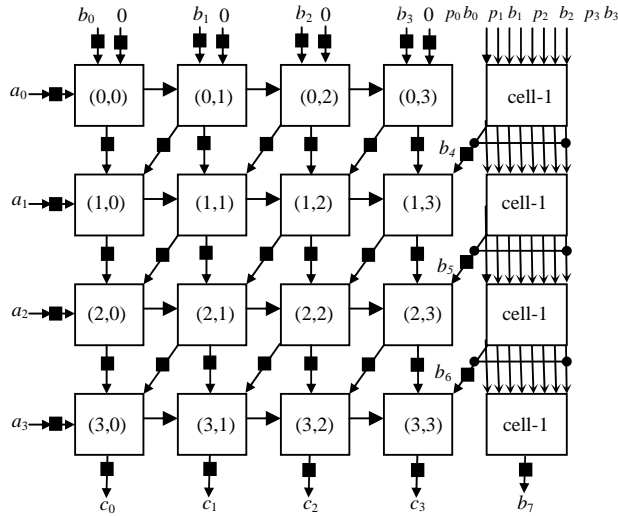 b₀ 0 b₁ 0 b₂ 0 b₃ 0 p₀ b₀ p₁ b₁ p₂ b₂ p₃ b₃
a₀ (0,0) (0,1) (0,2) (0,3) cell-1
b₄
a₁ (1,0) (1,1) (1,2) (1,3) cell-1
b₅
a₂ (2,0) (2,1) (2,2) (2,3) cell-1
b₆
a₃ (3,0) (3,1) (3,2) (3,3) cell-1
c₀ c₁ c₂ c₃ b₇